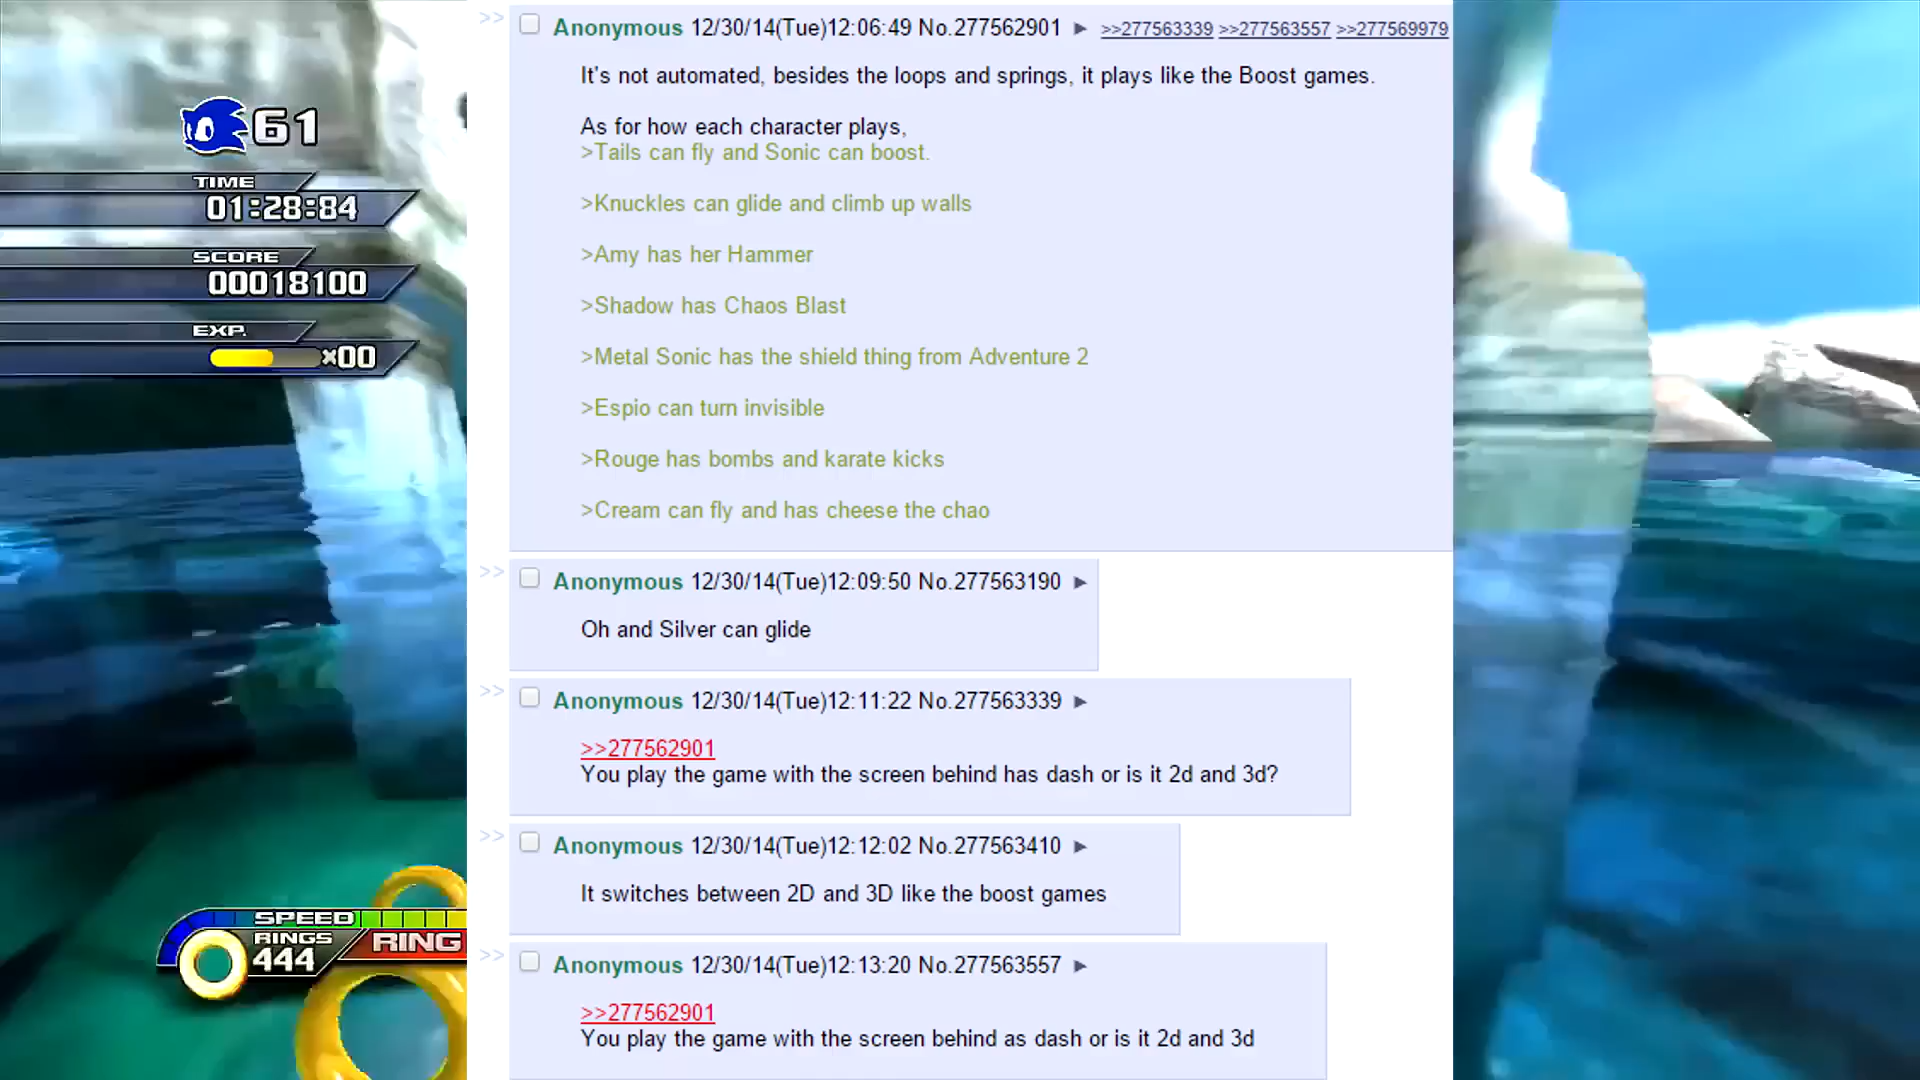 61
TIME
01:28:84
SCORE
00018100
EXP.
×00
SPEED
RINGS
444
RING
>> Anonymous 12/30/14(Tue)12:06:49 No.277562901 ▶ >>277563339 >>277563557 >>277569979
It's not automated, besides the loops and springs, it plays like the Boost games.
As for how each character plays,
>Tails can fly and Sonic can boost.
>Knuckles can glide and climb up walls
>Amy has her Hammer
>Shadow has Chaos Blast
>Metal Sonic has the shield thing from Adventure 2
>Espio can turn invisible
>Rouge has bombs and karate kicks
>Cream can fly and has cheese the chao
>> Anonymous 12/30/14(Tue)12:09:50 No.277563190 ▶
Oh and Silver can glide
>> Anonymous 12/30/14(Tue)12:11:22 No.277563339 ▶
>>277562901
You play the game with the screen behind has dash or is it 2d and 3d?
>> Anonymous 12/30/14(Tue)12:12:02 No.277563410 ▶
It switches between 2D and 3D like the boost games
>> Anonymous 12/30/14(Tue)12:13:20 No.277563557 ▶
>>277562901
You play the game with the screen behind as dash or is it 2d and 3d